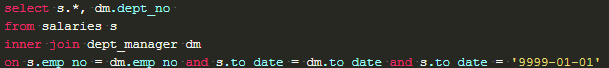 select s.*, dm.dept_no
from salaries s
inner join dept_manager dm
on s.emp_no = dm.emp_no and s.to_date = dm.to_date and s.to_date = '9999-01-01'